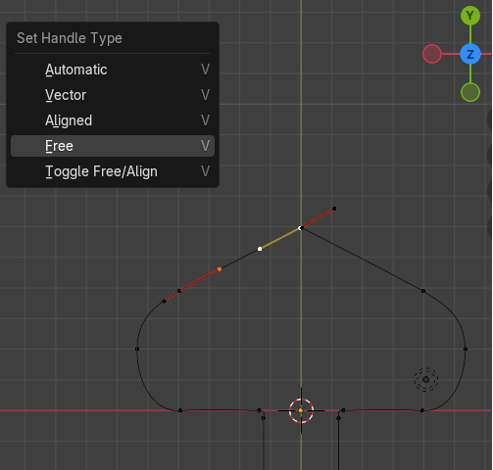 Set Handle Type
Automatic V
Vector V
Aligned V
Free V
Toggle Free/Align V
Y
Z